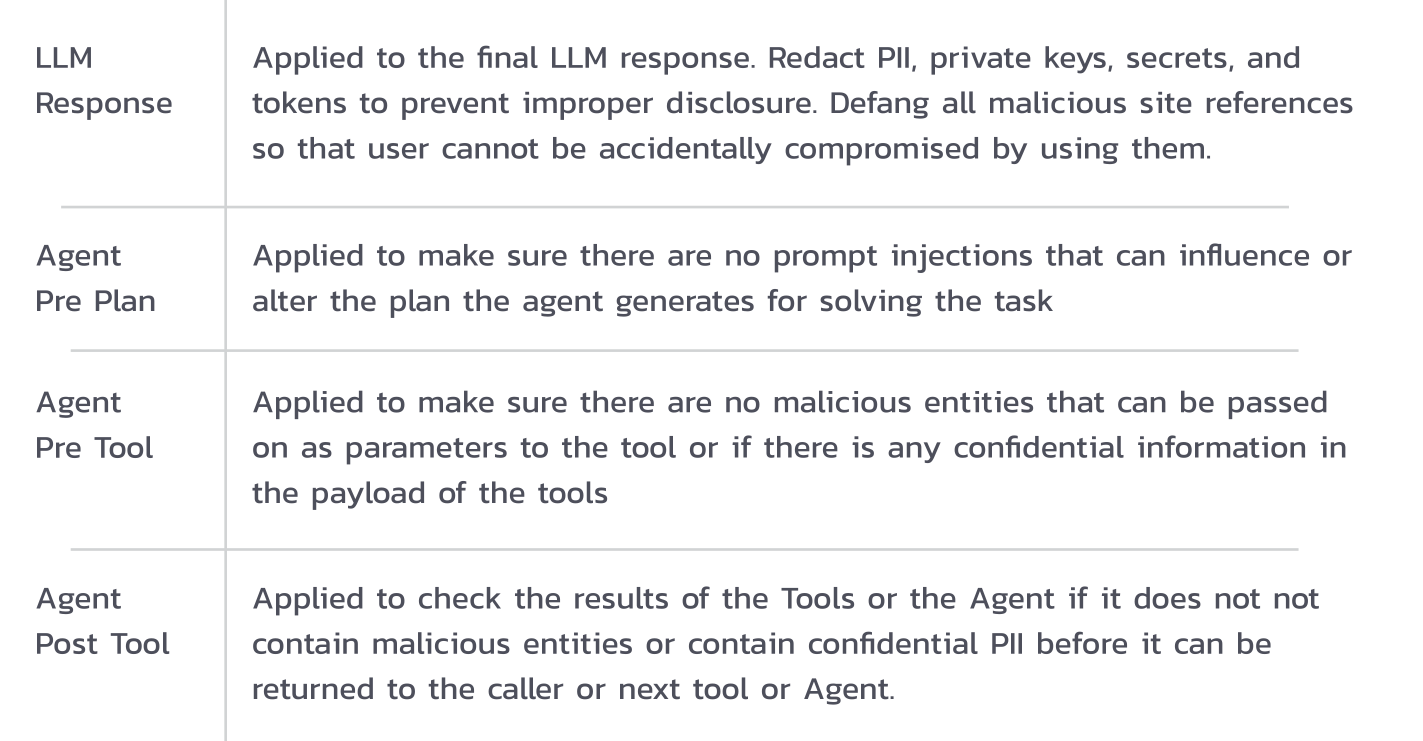 LLM
Response
Applied to the final LLM response. Redact PII, private keys, secrets, and
tokens to prevent improper disclosure. Defang all malicious site references
so that user cannot be accidentally compromised by using them.
Agent
Pre Plan
Applied to make sure there are no prompt injections that can influence or
alter the plan the agent generates for solving the task
Agent
Pre Tool
Applied to make sure there are no malicious entities that can be passed
on as parameters to the tool or if there is any confidential information in
the payload of the tools
Agent
Post Tool
Applied to check the results of the Tools or the Agent if it does not not
contain malicious entities or contain confidential PII before it can be
returned to the caller or next tool or Agent.